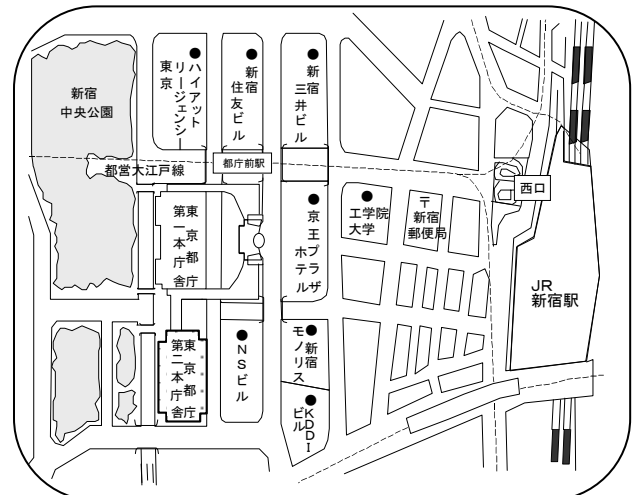 新宿
中央公園
ハイアット
リージェンシー
東京
新宿
住友ビル
新宿
三井ビル
都営大江戸線
都庁前駅
西口
東京都庁
第一本庁舎
京王プラザ
ホテル
工学院
大学
〒
新宿
郵便局
JR
新宿駅
東京都庁
第二本庁舎
NSビル
新宿
モノリス
KDDI
ビル